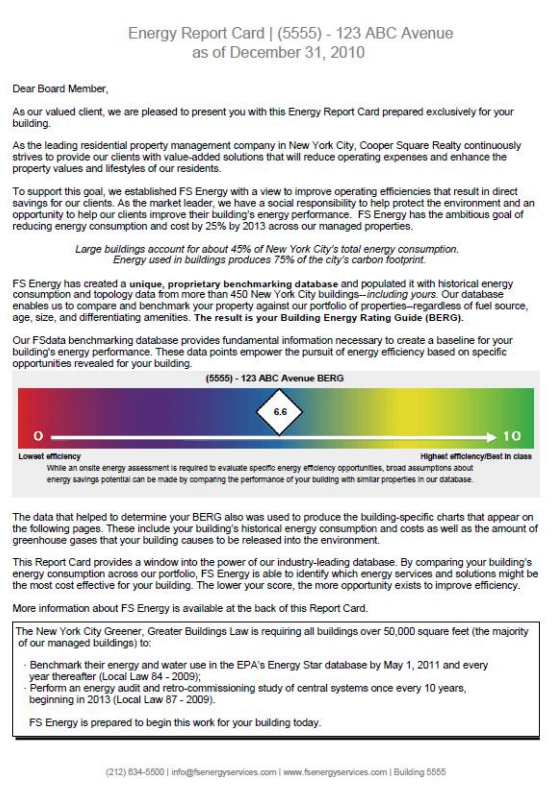 Energy Report Card | (5555) - 123 ABC Avenue
as of December 31, 2010
Dear Board Member,
As our valued client, we are pleased to present you with this Energy Report Card prepared exclusively for your
building.
As the leading residential property management company in New York City, Cooper Square Realty continuously
strives to provide our clients with value-added solutions that will reduce operating expenses and enhance the
property values and lifestyles of our residents.
To support this goal, we established FS Energy with a view to improve operating efficiencies that result in direct
savings for our clients. As the market leader, we have a social responsibility to help protect the environment and an
opportunity to help our clients improve their building's energy performance. FS Energy has the ambitious goal of
reducing energy consumption and cost by 25% by 2013 across our managed properties.
Large buildings account for about 45% of New York City's total energy consumption.
Energy used in buildings produces 75% of the city's carbon footprint.
FS Energy has created a unique, proprietary benchmarking database and populated it with historical energy
consumption and topology data from more than 450 New York City buildings--including yours. Our database
enables us to compare and benchmark your property against our portfolio of properties--regardless of fuel source,
age, size, and differentiating amenities. The result is your Building Energy Rating Guide (BERG).
Our FSdata benchmarking database provides fundamental information necessary to create a baseline for your
building's energy performance. These data points empower the pursuit of energy efficiency based on specific
opportunities revealed for your building.
(5555) - 123 ABC Avenue BERG
6.6
0 10
Lowest efficiency Highest efficiency/Best in class
While an onsite energy assessment is required to evaluate specific energy efficiency opportunities, broad assumptions about
energy savings potential can be made by comparing the performance of your building with similar properties in our database.
The data that helped to determine your BERG also was used to produce the building-specific charts that appear on
the following pages. These include your building's historical energy consumption and costs as well as the amount of
greenhouse gases that your building causes to be released into the environment.
This Report Card provides a window into the power of our industry-leading database. By comparing your building's
energy consumption across our portfolio, FS Energy is able to identify which energy services and solutions might be
the most cost effective for your building. The lower your score, the more opportunity exists to improve efficiency.
More information about FS Energy is available at the back of this Report Card.
The New York City Greener, Greater Buildings Law is requiring all buildings over 50,000 square feet (the majority
of our managed buildings) to:
· Benchmark their energy and water use in the EPA's Energy Star database by May 1, 2011 and every
year thereafter (Local Law 84 - 2009);
· Perform an energy audit and retro-commissioning study of central systems once every 10 years,
beginning in 2013 (Local Law 87 - 2009).
FS Energy is prepared to begin this work for your building today.
(212) 634-5500 | info@fsenergyservices.com | www.fsenergyservices.com | Building 5555